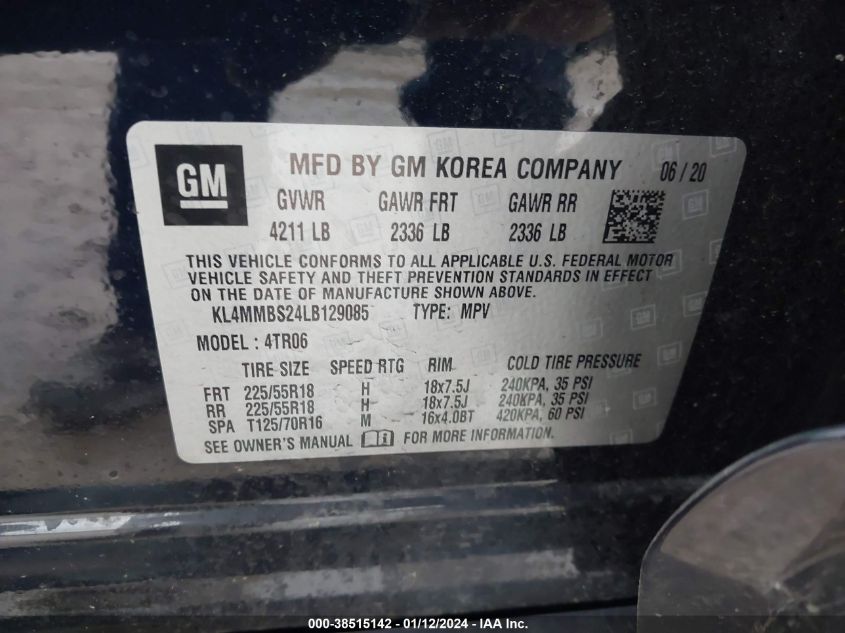 GM MFD BY GM KOREA COMPANY 06 / 20
GVWR GAWR FRT GAWR RR
4211 LB 2336 LB 2336 LB
THIS VEHICLE CONFORMS TO ALL APPLICABLE U.S. FEDERAL MOTOR
VEHICLE SAFETY AND THEFT PREVENTION STANDARDS IN EFFECT
ON THE DATE OF MANUFACTURE SHOWN ABOVE.
KL4MMBS24LB129085 TYPE: MPV
MODEL : 4TR06
TIRE SIZE SPEED RTG RIM COLD TIRE PRESSURE
FRT 225/55R18 H 18x7.5J 240KPA, 35 PSI
RR 225/55R18 H 18x7.5J 240KPA, 35 PSI
SPA T125/70R16 M 16x4.0BT 420KPA, 60 PSI
SEE OWNER'S MANUAL FOR MORE INFORMATION.
000-38515142 - 01/12/2024 - IAA Inc.